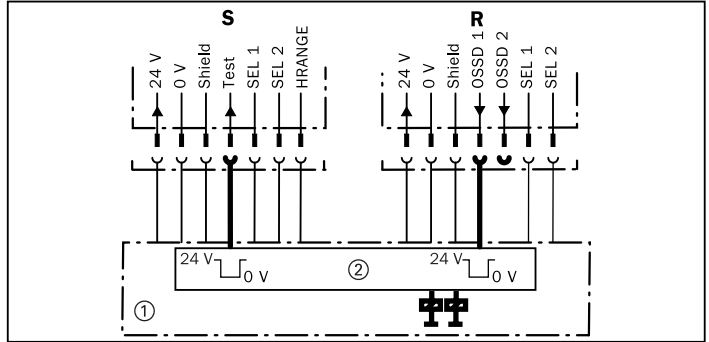 S
R
24 V
0 V
Shield
Test
SEL 1
SEL 2
HRANGE
24 V
0 V
Shield
OSSD 1
OSSD 2
SEL 1
SEL 2
24 V
0 V
②
24 V
0 V
①